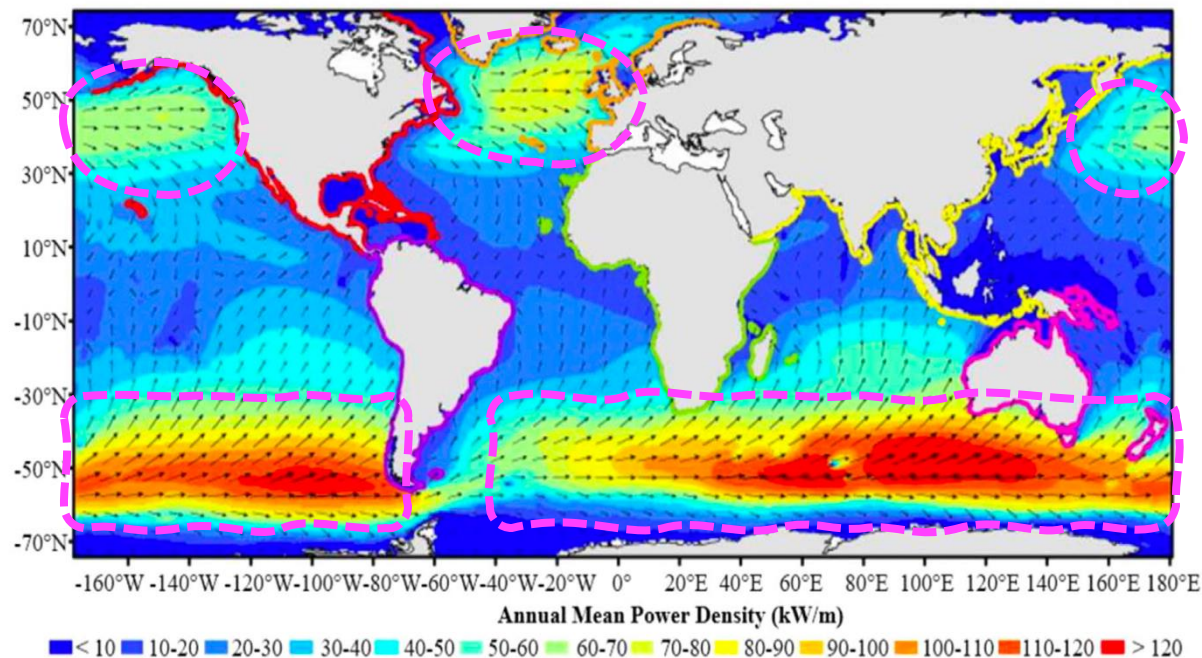 70°N
50°N
30°N
10°N
-10°N
-30°N
-50°N
-70°N
-160°W -140°W -120°W -100°W -80°W -60°W -40°W -20°W 0° 20°E 40°E 60°E 80°E 100°E 120°E 140°E 160°E 180°E
Annual Mean Power Density (kW/m)
< 10 10-20 20-30 30-40 40-50 50-60 60-70 70-80 80-90 90-100 100-110 110-120 > 120